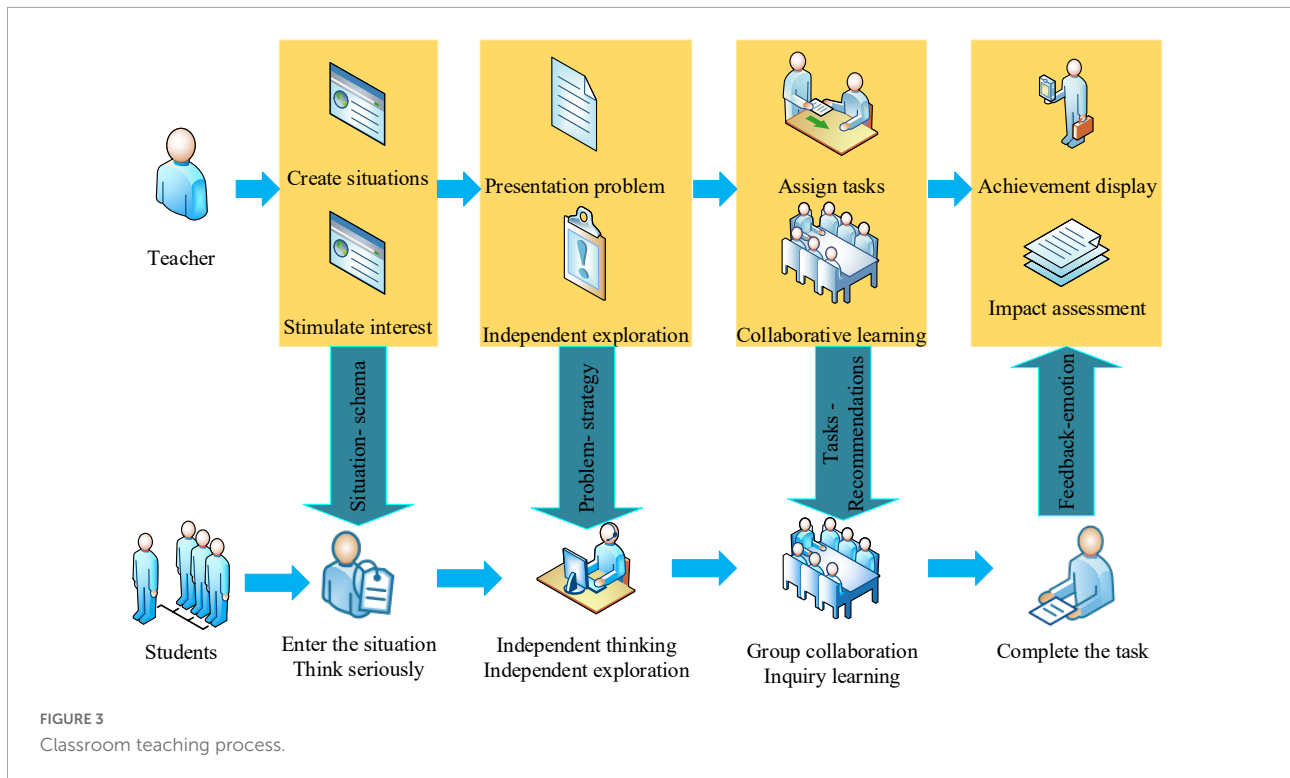 Create situations
Presentation problem
Assign tasks
Achievement display
Teacher
Stimulate interest
Independent exploration
Collaborative learning
Impact assessment
Situation- schema
Problem- strategy
Tasks -
Recommendations
Feedback-emotion
Students
Enter the situation
Think seriously
Independent thinking
Independent exploration
Group collaboration
Inquiry learning
Complete the task
FIGURE 3
Classroom teaching process.